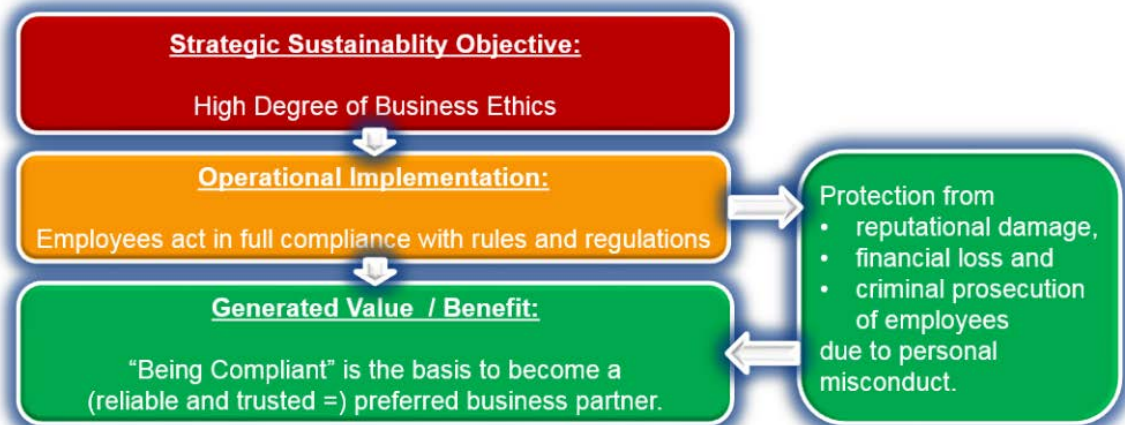 Strategic Sustainablity Objective:
High Degree of Business Ethics
Operational Implementation:
Employees act in full compliance with rules and regulations
Generated Value / Benefit:
“Being Compliant” is the basis to become a
(reliable and trusted =) preferred business partner.
Protection from
• reputational damage,
• financial loss and
• criminal prosecution
of employees
due to personal
misconduct.